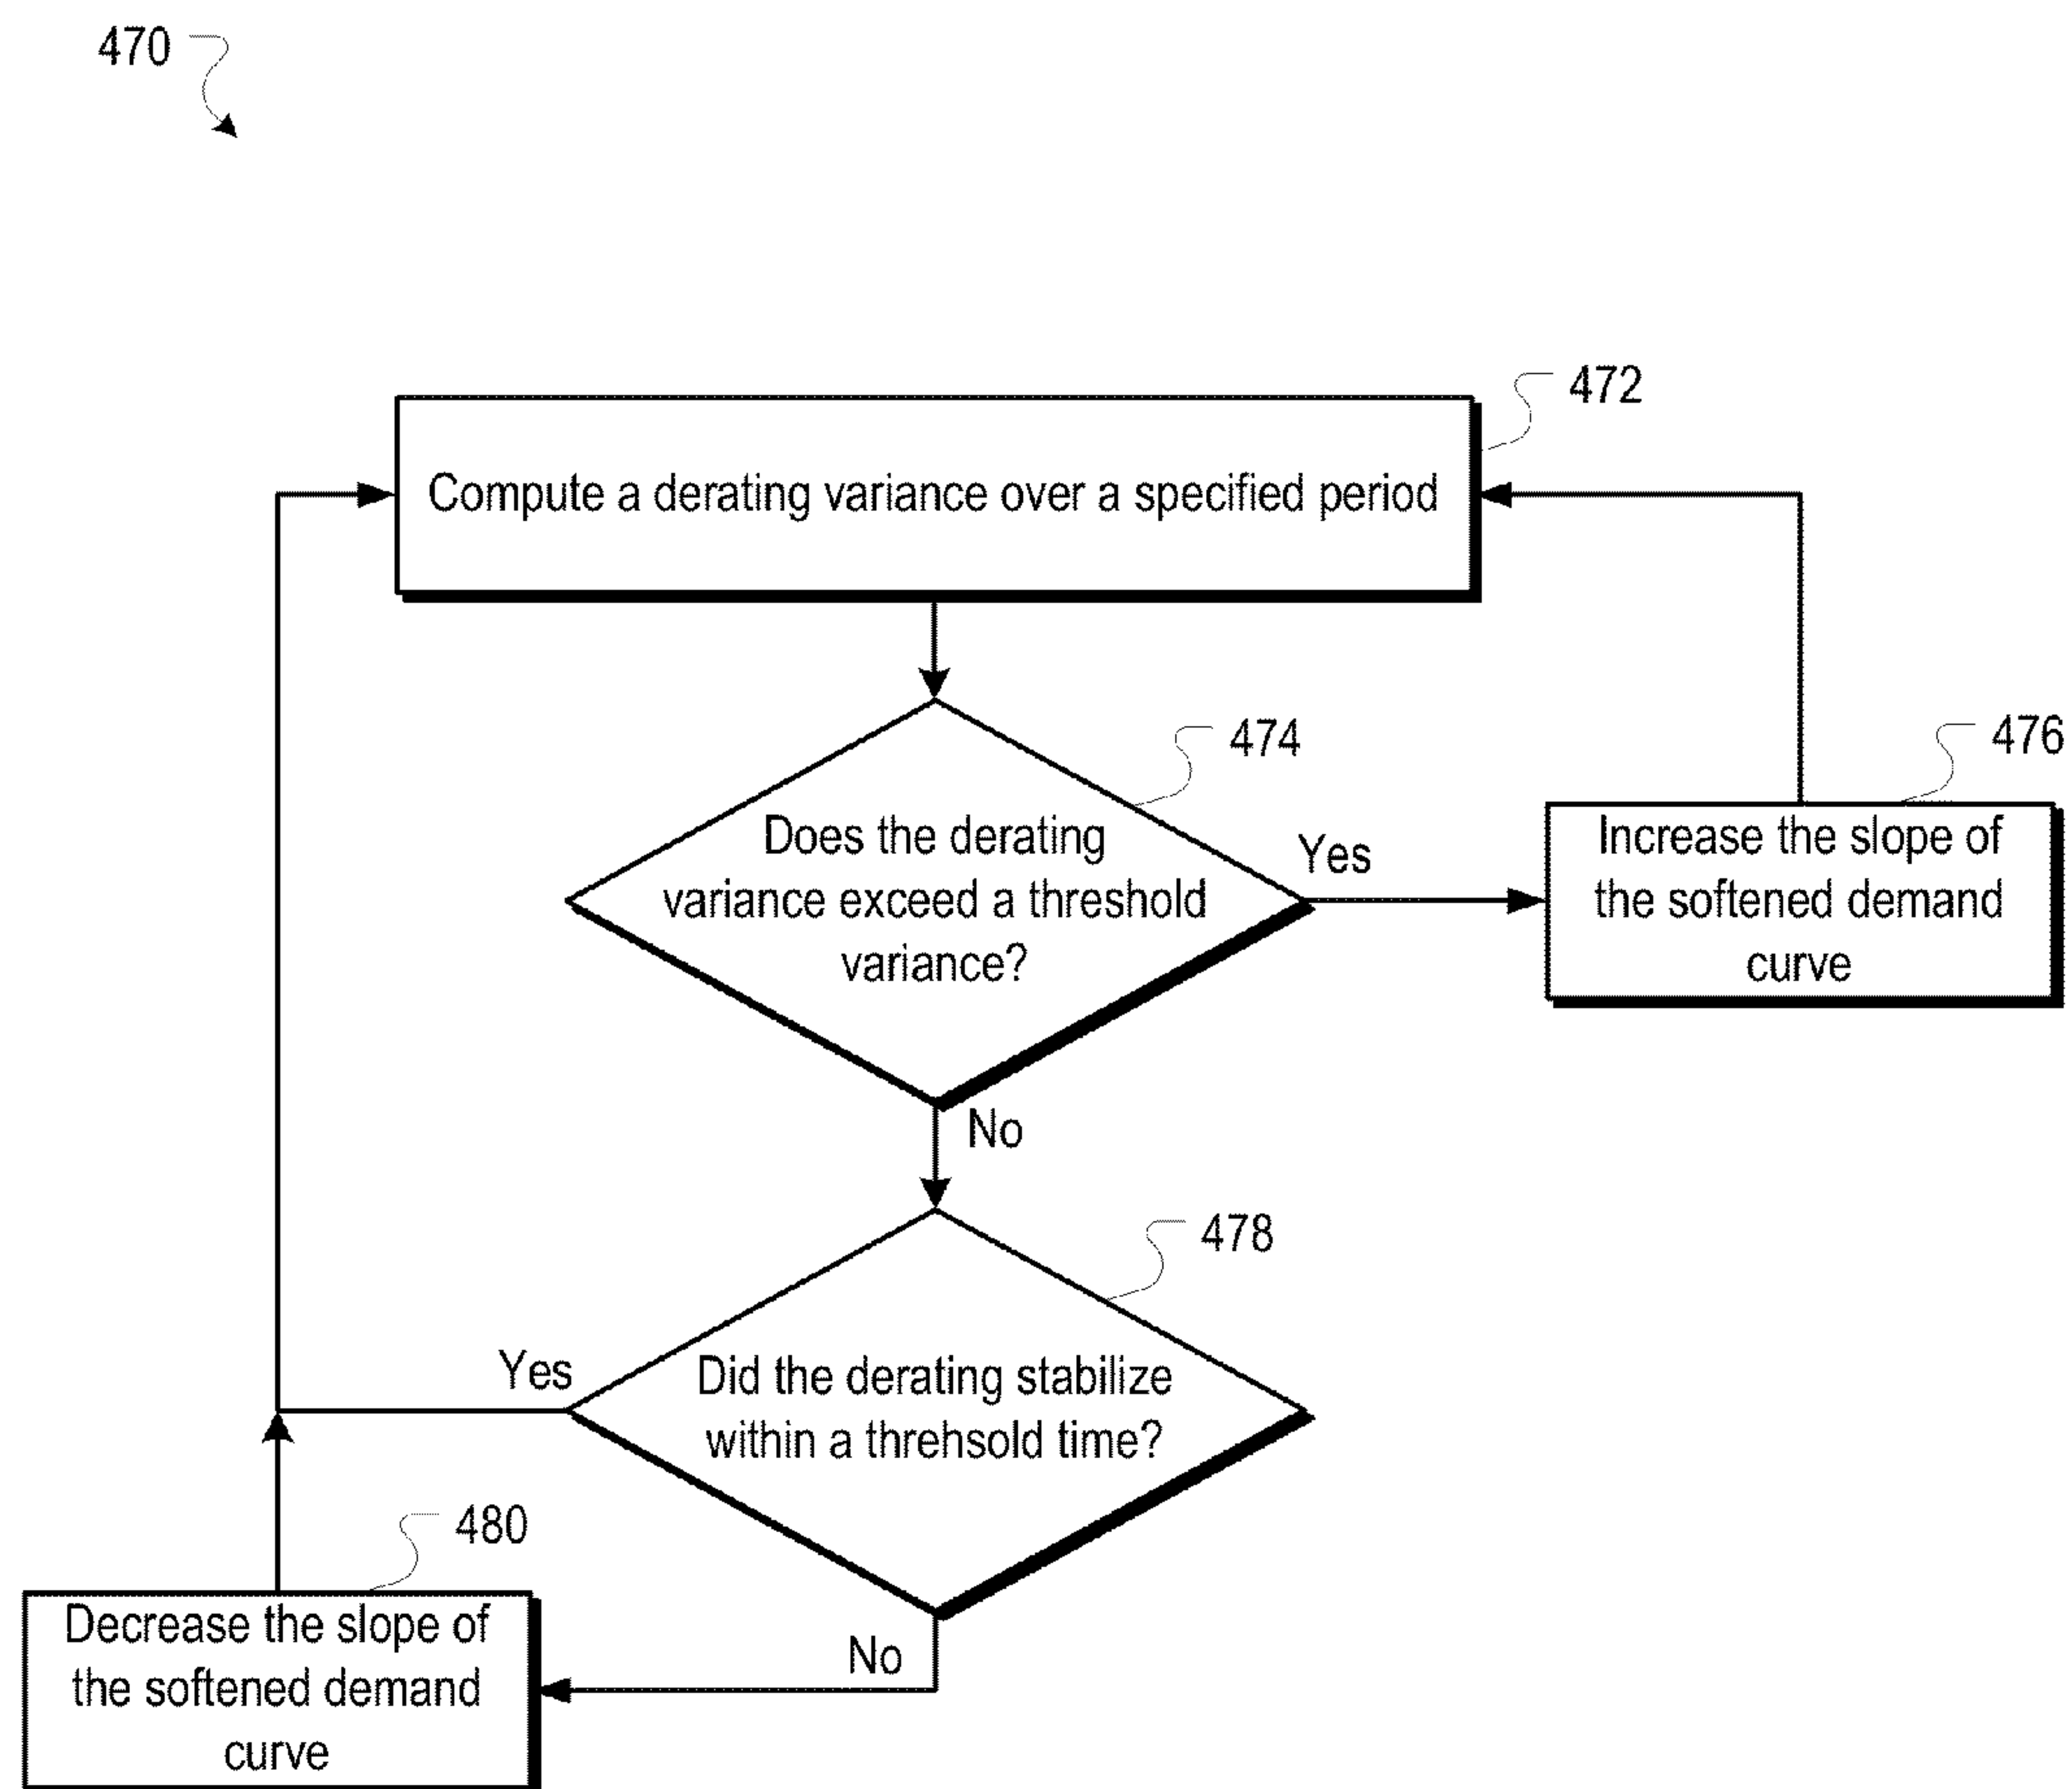 470
472
Compute a derating variance over a specified period
474
476
Does the derating
variance exceed a threshold
variance?
Yes
Increase the slope of
the softened demand
curve
No
478
Yes
Did the derating stabilize
within a threhsold time?
480
Decrease the slope of
the softened demand
curve
No